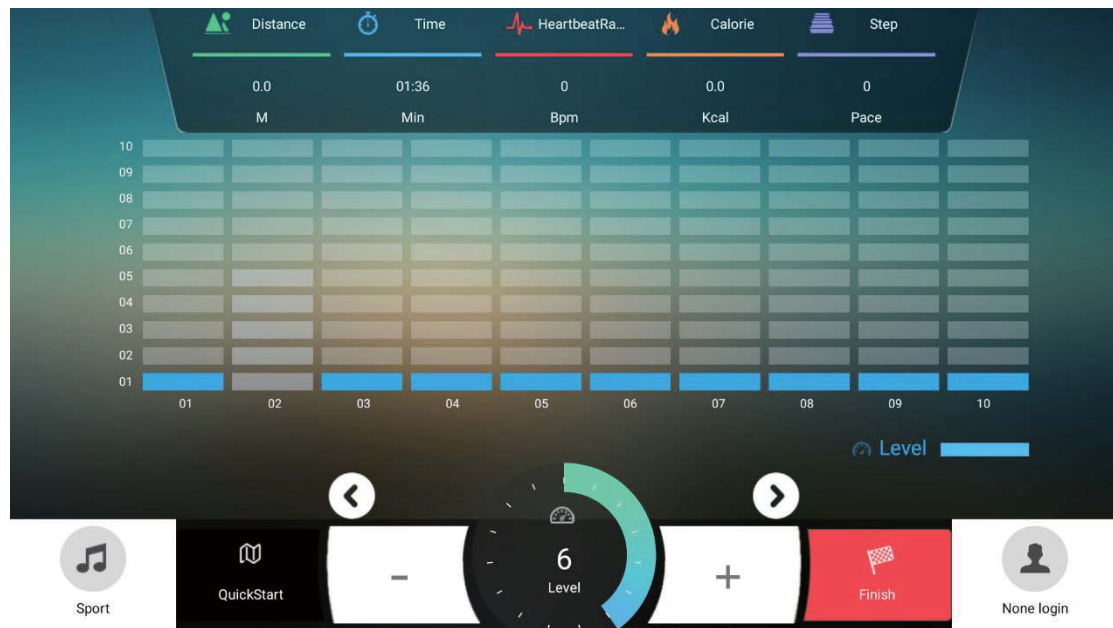 Distance Time HeartbeatRa... Calorie Step
0.0 01:36 0 0.0 0
M Min Bpm Kcal Pace
10
09
08
07
06
05
04
03
02
01
01 02 03 04 05 06 07 08 09 10
Level
6
Level
QuickStart
-
+
Finish
Sport
None login